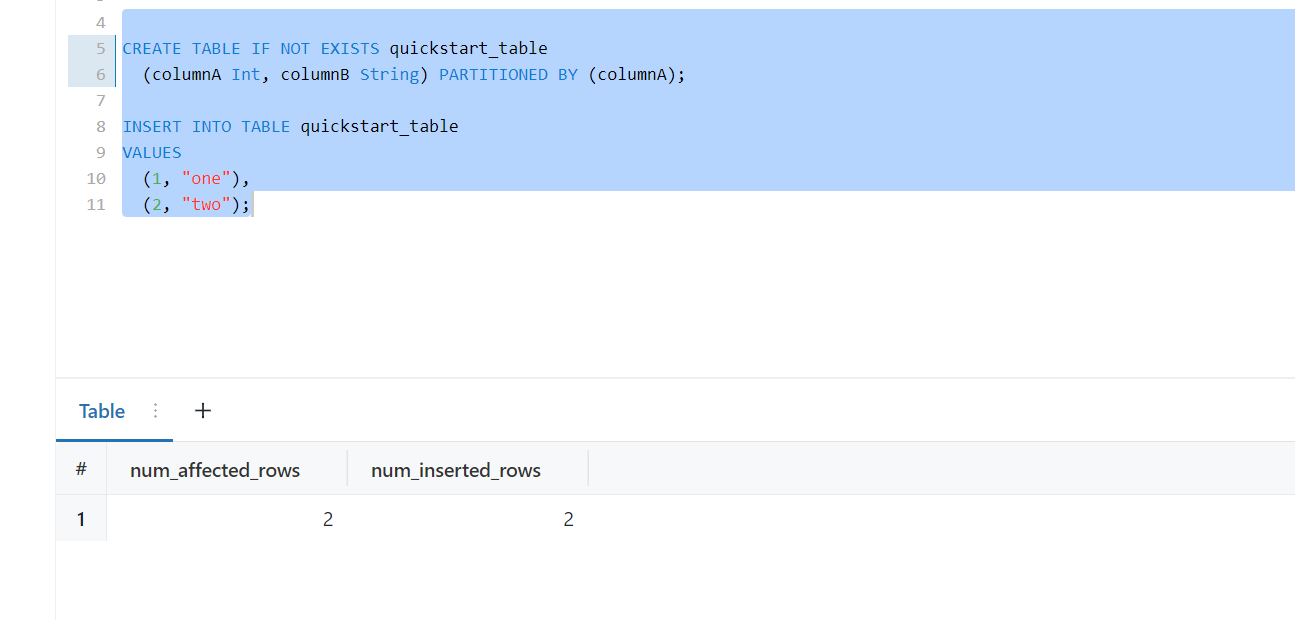 4
5 CREATE TABLE IF NOT EXISTS quickstart_table
6 (columnA Int, columnB String) PARTITIONED BY (columnA);
7
8 INSERT INTO TABLE quickstart_table
9 VALUES
10 (1, "one"),
11 (2, "two");
Table
# num_affected_rows num_inserted_rows
1 2 2